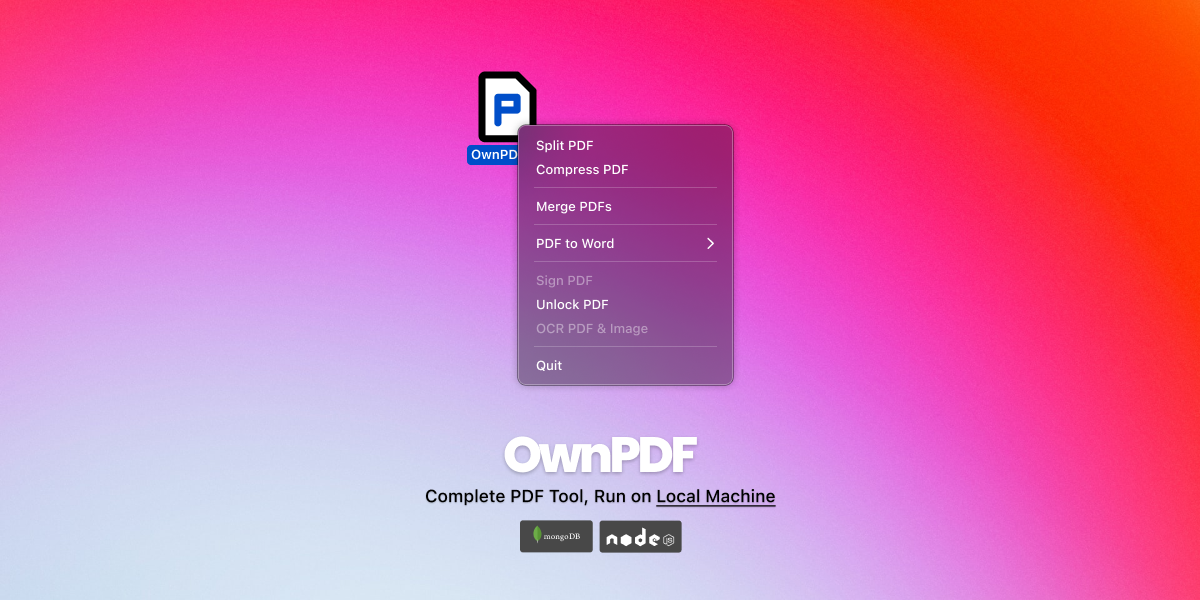 P
OwnPD
Split PDF
Compress PDF
Merge PDFs
PDF to Word
Sign PDF
Unlock PDF
OCR PDF & Image
Quit
OwnPDF
Complete PDF Tool, Run on Local Machine
mongoDB
node JS